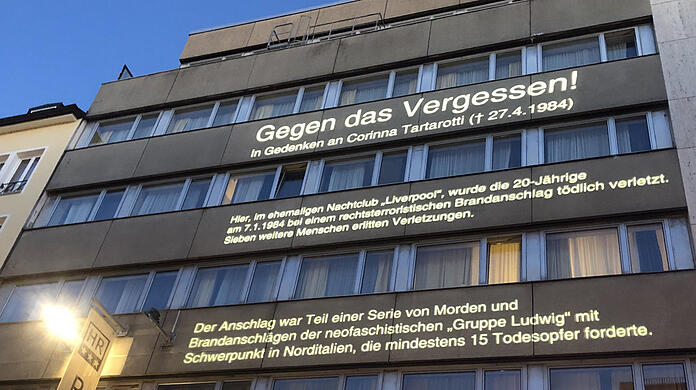 Gegen das Vergessen!
In Gedenken an Corinna Tartarotti († 27.4.1984)
Hier, im ehemaligen Nachtclub „Liverpool“, wurde die 20-Jährige
am 7.1.1984 bei einem rechtsterroristischen Brandanschlag tödlich verletzt.
Sieben weitere Menschen erlitten Verletzungen.
Der Anschlag war Teil einer Serie von Morden und
Brandanschlägen der neofaschistischen „Gruppe Ludwig“ mit
Schwerpunkt in Norditalien, die mindestens 15 Todesopfer forderte.
HR